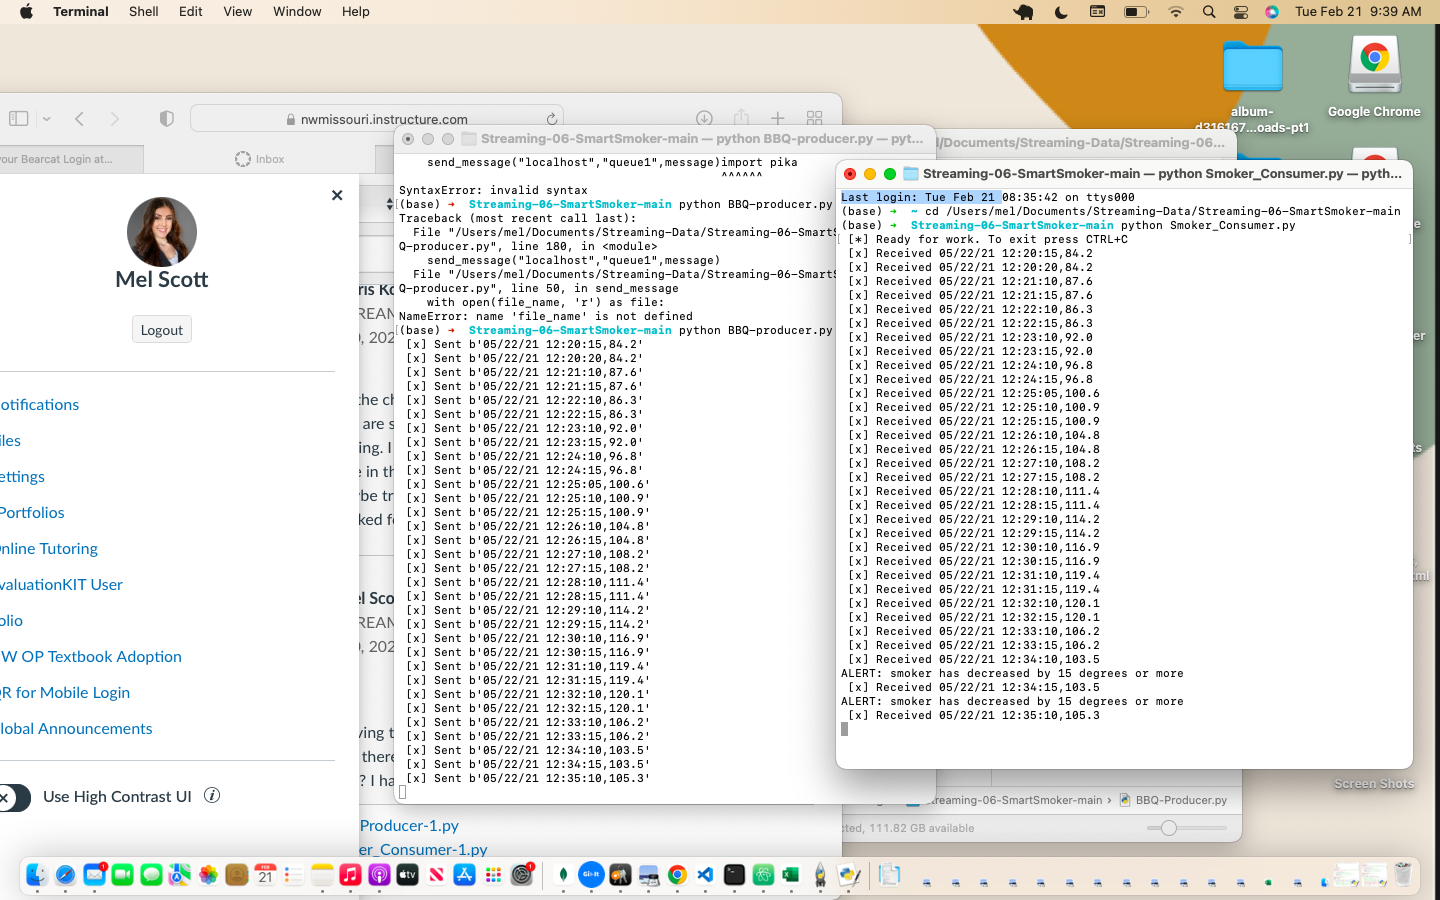 Terminal Shell Edit View Window Help
Tue Feb 21 9:39 AM
album-
d316167...oads-pt1
Google Chrome
nwmissouri.instructure.com
your Bearcat Login at...
Inbox
Mel Scott
Logout
otifications
iles
ettings
Portfolios
nline Tutoring
valuationKIT User
olio
W OP Textbook Adoption
R for Mobile Login
lobal Announcements
Use High Contrast UI
Producer-1.py
er_Consumer-1.py
Streaming-06-SmartSmoker-main — python BBQ-producer.py — pyt...
send_message("localhost","queue1",message)import pika
^^^^^^
SyntaxError: invalid syntax
(base) ➜ Streaming-06-SmartSmoker-main python BBQ-producer.py
Traceback (most recent call last):
File "/Users/mel/Documents/Streaming-Data/Streaming-06-SmartS
Q-producer.py", line 180, in <module>
send_message("localhost","queue1",message)
File "/Users/mel/Documents/Streaming-Data/Streaming-06-SmartS
Q-producer.py", line 50, in send_message
with open(file_name, 'r') as file:
NameError: name 'file_name' is not defined
(base) ➜ Streaming-06-SmartSmoker-main python BBQ-producer.py
[x] Sent b'05/22/21 12:20:15,84.2'
[x] Sent b'05/22/21 12:20:20,84.2'
[x] Sent b'05/22/21 12:21:10,87.6'
[x] Sent b'05/22/21 12:21:15,87.6'
[x] Sent b'05/22/21 12:22:10,86.3'
[x] Sent b'05/22/21 12:22:15,86.3'
[x] Sent b'05/22/21 12:23:10,92.0'
[x] Sent b'05/22/21 12:23:15,92.0'
[x] Sent b'05/22/21 12:24:10,96.8'
[x] Sent b'05/22/21 12:24:15,96.8'
[x] Sent b'05/22/21 12:25:05,100.6'
[x] Sent b'05/22/21 12:25:10,100.9'
[x] Sent b'05/22/21 12:25:15,100.9'
[x] Sent b'05/22/21 12:26:10,104.8'
[x] Sent b'05/22/21 12:26:15,104.8'
[x] Sent b'05/22/21 12:27:10,108.2'
[x] Sent b'05/22/21 12:27:15,108.2'
[x] Sent b'05/22/21 12:28:10,111.4'
[x] Sent b'05/22/21 12:28:15,111.4'
[x] Sent b'05/22/21 12:29:10,114.2'
[x] Sent b'05/22/21 12:29:15,114.2'
[x] Sent b'05/22/21 12:30:10,116.9'
[x] Sent b'05/22/21 12:30:15,116.9'
[x] Sent b'05/22/21 12:31:10,119.4'
[x] Sent b'05/22/21 12:31:15,119.4'
[x] Sent b'05/22/21 12:32:10,120.1'
[x] Sent b'05/22/21 12:32:15,120.1'
[x] Sent b'05/22/21 12:33:10,106.2'
[x] Sent b'05/22/21 12:33:15,106.2'
[x] Sent b'05/22/21 12:34:10,103.5'
[x] Sent b'05/22/21 12:34:15,103.5'
[x] Sent b'05/22/21 12:35:10,105.3'
/Documents/Streaming-Data/Streaming-06...
Streaming-06-SmartSmoker-main — python Smoker_Consumer.py — pyth...
Last login: Tue Feb 21 08:35:42 on ttys000
(base) ➜ ~ cd /Users/mel/Documents/Streaming-Data/Streaming-06-SmartSmoker-main
(base) ➜ Streaming-06-SmartSmoker-main python Smoker_Consumer.py
[*] Ready for work. To exit press CTRL+C
[x] Received 05/22/21 12:20:15,84.2
[x] Received 05/22/21 12:20:20,84.2
[x] Received 05/22/21 12:21:10,87.6
[x] Received 05/22/21 12:21:15,87.6
[x] Received 05/22/21 12:22:10,86.3
[x] Received 05/22/21 12:22:15,86.3
[x] Received 05/22/21 12:23:10,92.0
[x] Received 05/22/21 12:23:15,92.0
[x] Received 05/22/21 12:24:10,96.8
[x] Received 05/22/21 12:24:15,96.8
[x] Received 05/22/21 12:25:05,100.6
[x] Received 05/22/21 12:25:10,100.9
[x] Received 05/22/21 12:25:15,100.9
[x] Received 05/22/21 12:26:10,104.8
[x] Received 05/22/21 12:26:15,104.8
[x] Received 05/22/21 12:27:10,108.2
[x] Received 05/22/21 12:27:15,108.2
[x] Received 05/22/21 12:28:10,111.4
[x] Received 05/22/21 12:28:15,111.4
[x] Received 05/22/21 12:29:10,114.2
[x] Received 05/22/21 12:29:15,114.2
[x] Received 05/22/21 12:30:10,116.9
[x] Received 05/22/21 12:30:15,116.9
[x] Received 05/22/21 12:31:10,119.4
[x] Received 05/22/21 12:31:15,119.4
[x] Received 05/22/21 12:32:10,120.1
[x] Received 05/22/21 12:32:15,120.1
[x] Received 05/22/21 12:33:10,106.2
[x] Received 05/22/21 12:33:15,106.2
[x] Received 05/22/21 12:34:10,103.5
ALERT: smoker has decreased by 15 degrees or more
[x] Received 05/22/21 12:34:15,103.5
ALERT: smoker has decreased by 15 degrees or more
[x] Received 05/22/21 12:35:10,105.3
Screen Shots
treaming-06-SmartSmoker-main › BBQ-Producer.py
cted, 111.82 GB available